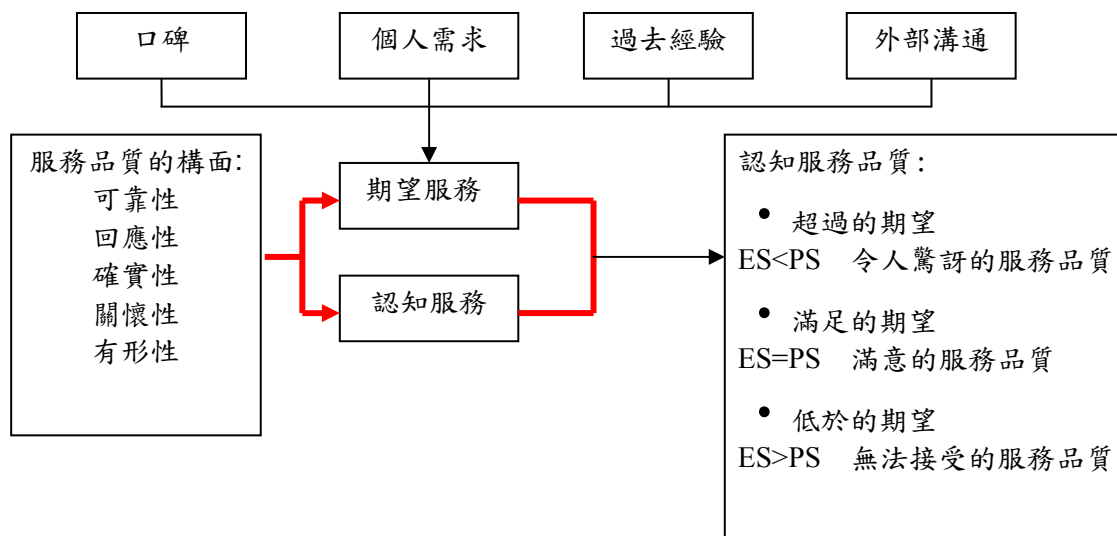 口碑
個人需求
過去經驗
外部溝通
服務品質的構面:
可靠性
回應性
確實性
關懷性
有形性
期望服務
認知服務
認知服務品質:
• 超過的期望
ES<PS 令人驚訝的服務品質
• 滿足的期望
ES=PS 滿意的服務品質
• 低於的期望
ES>PS 無法接受的服務品質